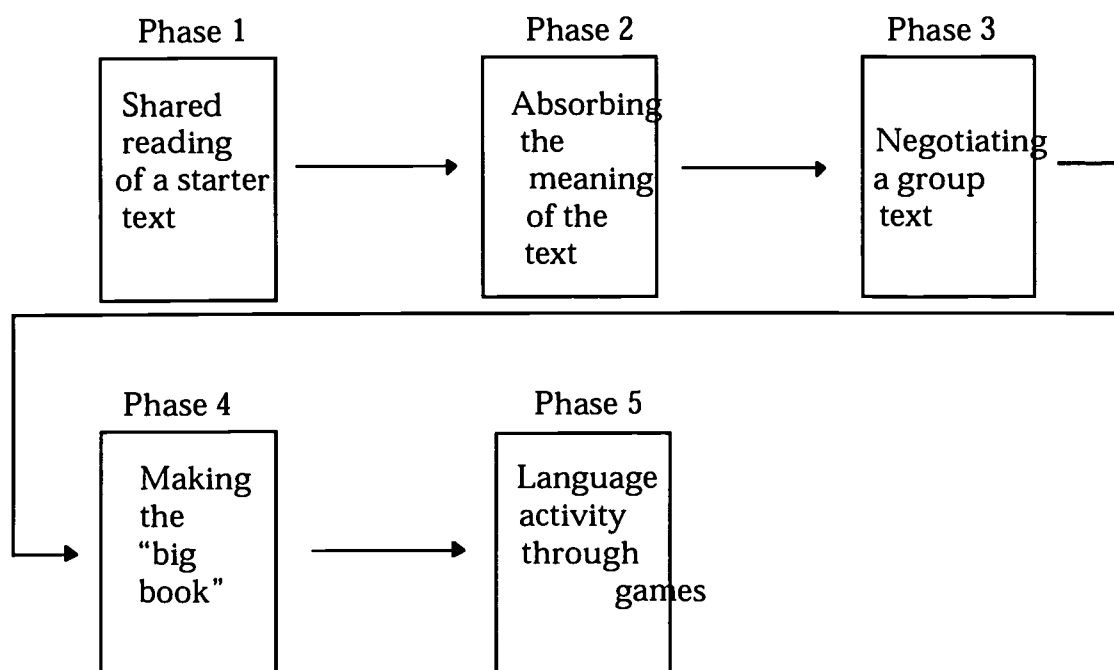 Phase 1
Shared
reading
of a starter
text
Phase 2
Absorbing
the
meaning
of the
text
Phase 3
Negotiating
a group
text
Phase 4
Making
the
“big
book”
Phase 5
Language
activity
through
games